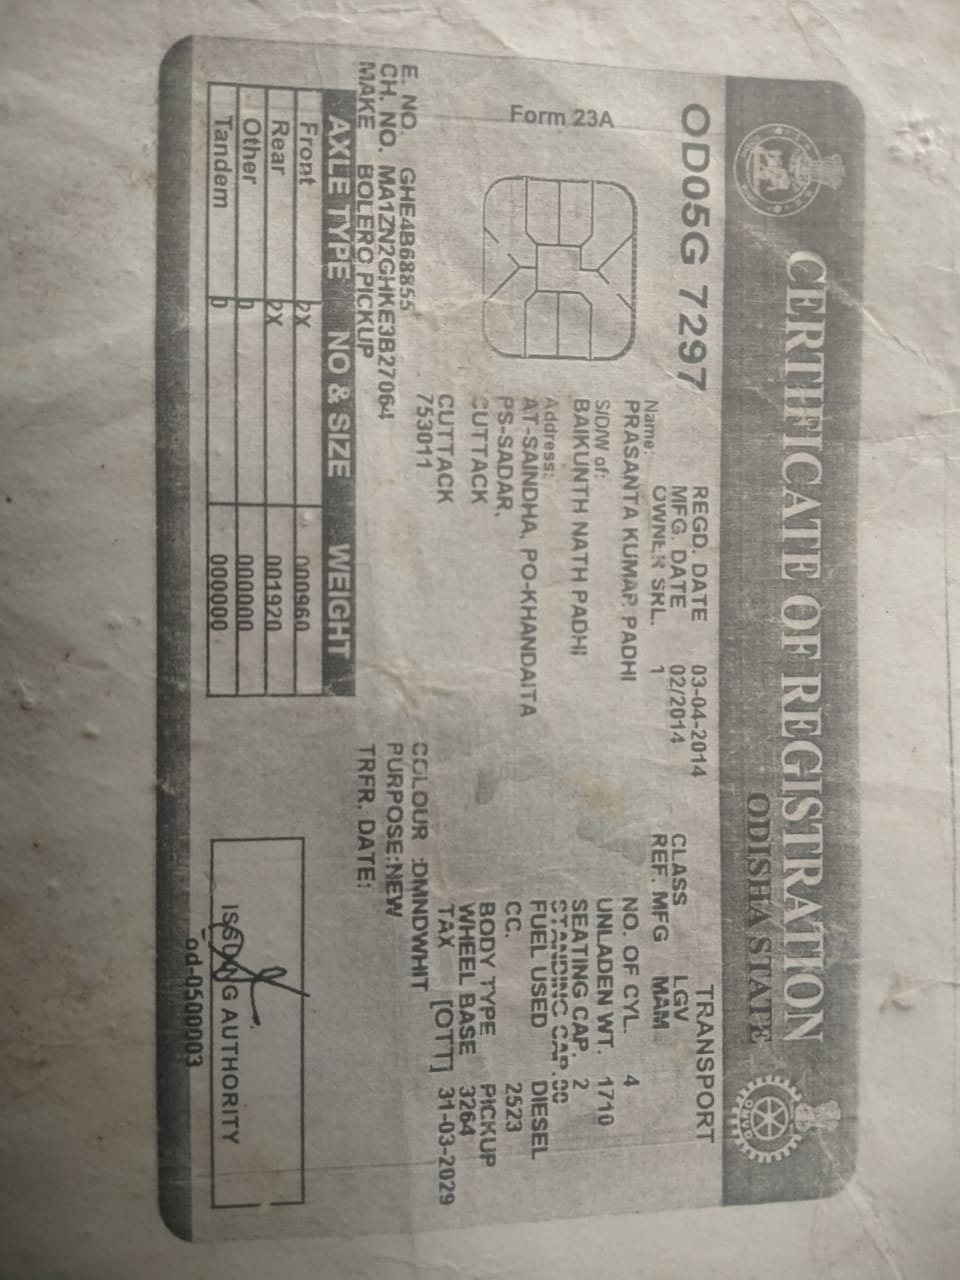 CERTIFICATE OF REGISTRATION
ODISHA STATE
OD05G 7297
REGD. DATE 03-04-2014
MFG. DATE 02/2014
OWNER SRL. 1
TRANSPORT
CLASS LGV
REF. MFG MAM
Form 23A
Name:
PRASANTA KUMAR PADHI
S/D/W of:
BAIKUNTH NATH PADHI
Address:
AT-SAINDHA, PO-KHANDAITA
PS-SADAR,
CUTTACK
CUTTACK
753011
NO. OF CYL. 4
UNLADEN WT. 1710
SEATING CAP. 2
STANDING CAP .00
FUEL USED DIESEL
CC. 2523
BODY TYPE PICKUP
WHEEL BASE 3264
TAX [OTT] 31-03-2029
E. NO. GHE4B68855
CH. NO. MA1ZN2GHKE3B27064
MAKE BOLERO PICKUP
COLOUR :DMNDWHIT
PURPOSE:NEW
TRFR. DATE:
AXLE TYPE NO & SIZE WEIGHT
Front 2X 000960
Rear 2X 001920
Other 0 000000
Tandem 0 000000
ISSUING AUTHORITY
od-0500003